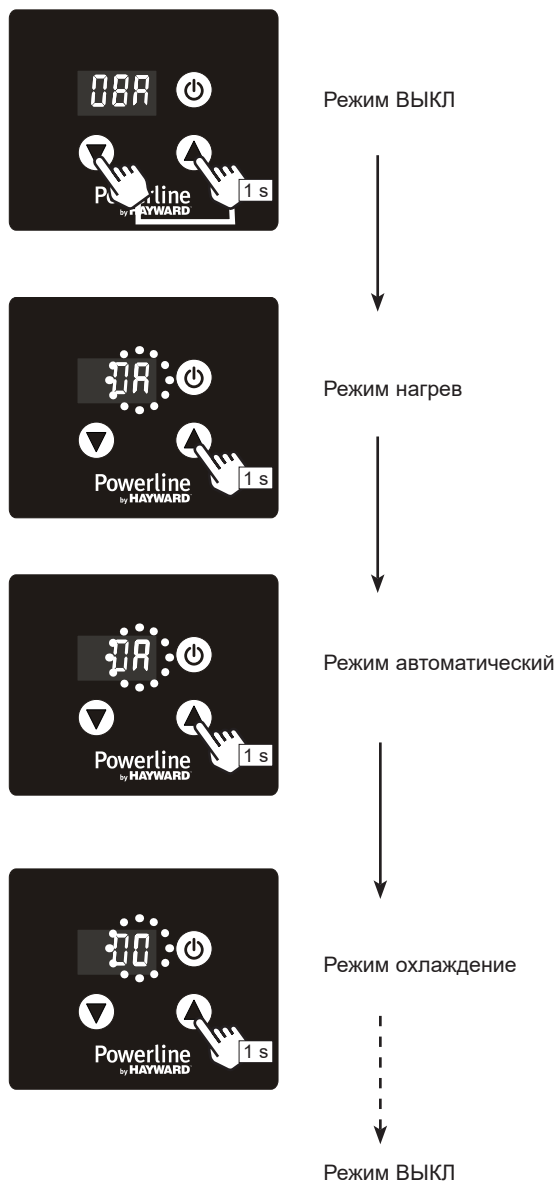 08A
Режим ВЫКЛ
1 s
by HAYWARD
Режим нагрев
1 s
Powerline
by HAYWARD
Режим автоматический
1 s
Powerline
by HAYWARD
Режим охлаждение
1 s
Powerline
by HAYWARD
Режим ВЫКЛ